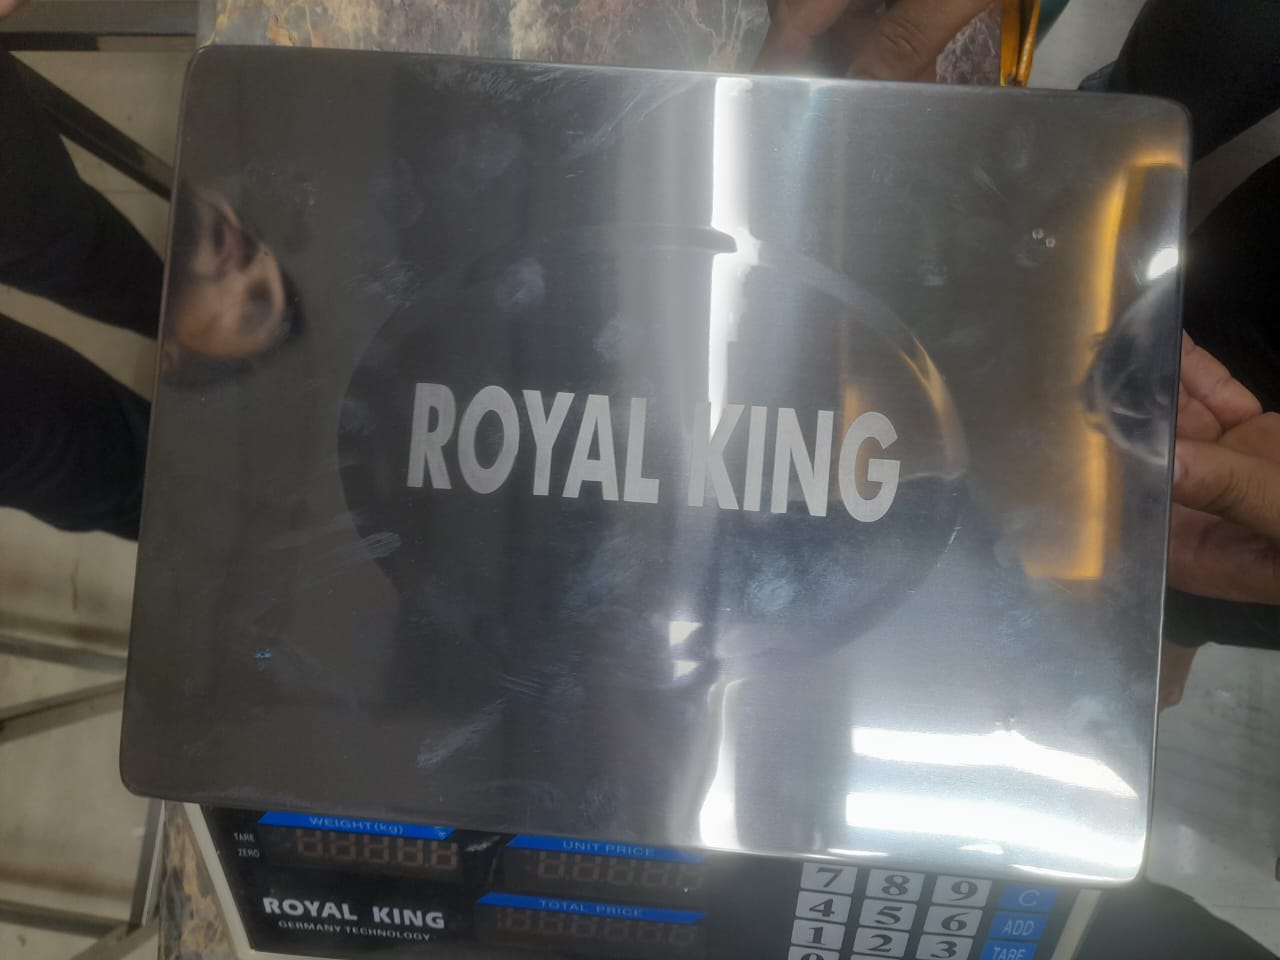 ROYAL KING
WEIGHT(kg)
TARE
ZERO
UNIT PRICE
TOTAL PRICE
ROYAL KING
GERMANY TECHNOLOGY
7 8 9 C
4 5 6 ADD
1 2 3 TARE